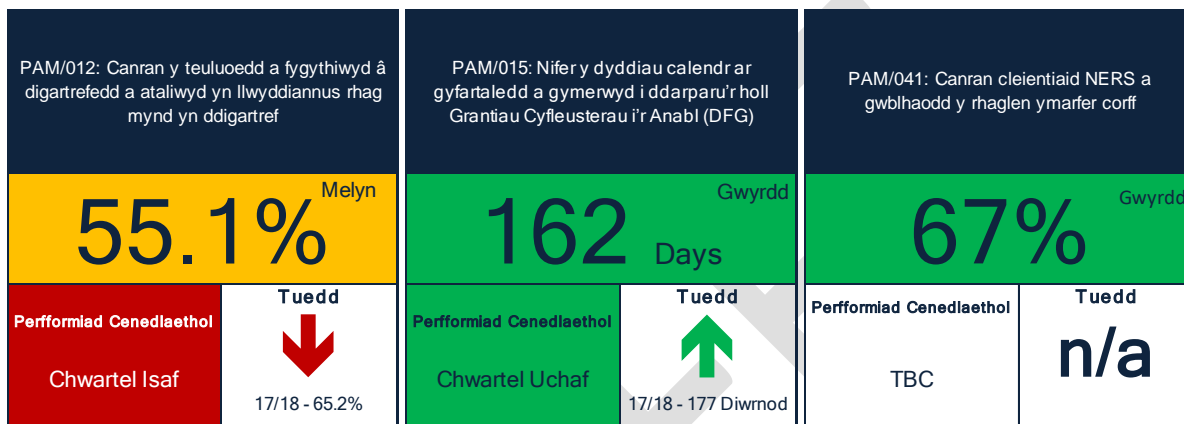 PAM/012: Canran y teuluoedd a fygythiwyd â
digartrefedd a ataliwyd yn llwyddiannus rhag
mynd yn ddigartref
Melyn
55.1%
Perfformiad Cenedlaethol
Chwartel Isaf
Tuedd
17/18 - 65.2%
PAM/015: Nifer y dyddiau calendr ar
gyfartaledd a gymerwyd i ddarparu'r holl
Grantiau Cyfleusterau i'r Anabl (DFG)
Gwyrdd
162 Days
Perfformiad Cenedlaethol
Chwartel Uchaf
Tuedd
17/18 - 177 Diwrnod
PAM/041: Canran cleientiaid NERS a
gwblhaodd y rhaglen ymarfer corff
Gwyrdd
67%
Perfformiad Cenedlaethol
TBC
Tuedd
n/a